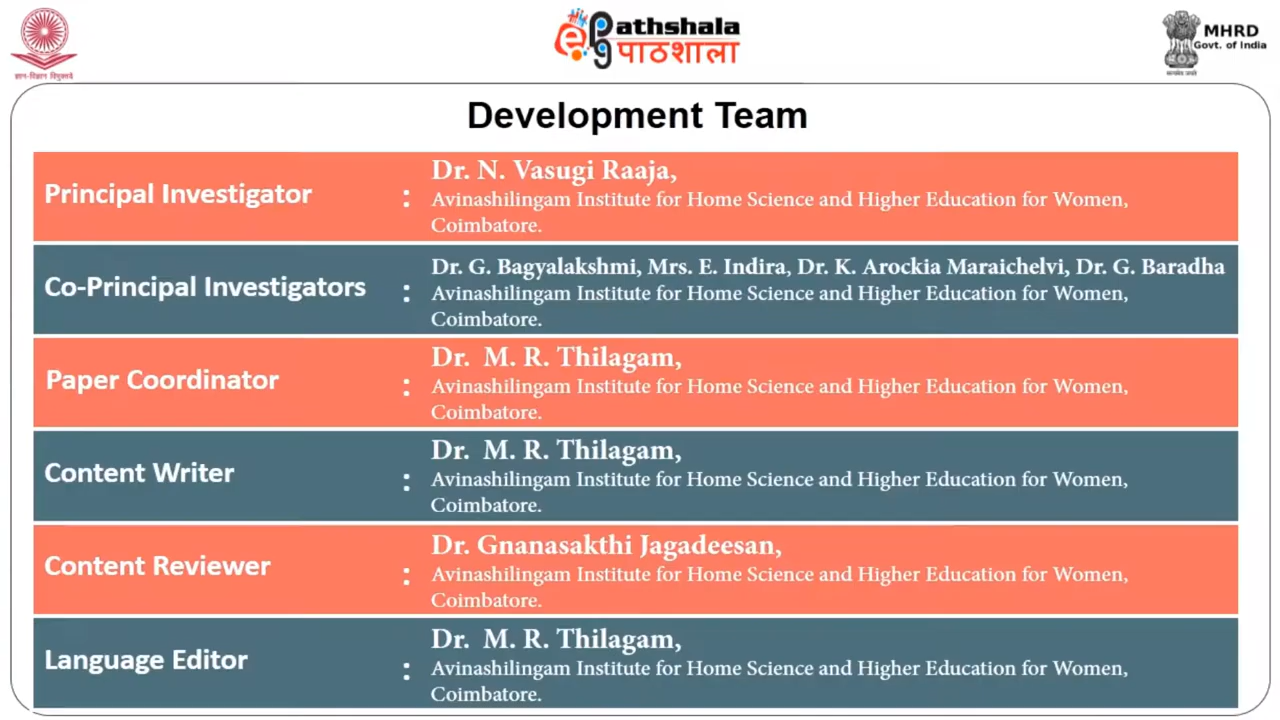 ज्ञान-विज्ञान विमुक्तये
ePathshala
पाठशाला
MHRD
Govt. of India
सत्यमेव जयते
Development Team
Principal Investigator : Dr. N. Vasugi Raaja,
Avinashilingam Institute for Home Science and Higher Education for Women,
Coimbatore.
Co-Principal Investigators : Dr. G. Bagyalakshmi, Mrs. E. Indira, Dr. K. Arockia Maraichelvi, Dr. G. Baradha
Avinashilingam Institute for Home Science and Higher Education for Women,
Coimbatore.
Paper Coordinator : Dr. M. R. Thilagam,
Avinashilingam Institute for Home Science and Higher Education for Women,
Coimbatore.
Content Writer : Dr. M. R. Thilagam,
Avinashilingam Institute for Home Science and Higher Education for Women,
Coimbatore.
Content Reviewer : Dr. Gnanasakthi Jagadeesan,
Avinashilingam Institute for Home Science and Higher Education for Women,
Coimbatore.
Language Editor : Dr. M. R. Thilagam,
Avinashilingam Institute for Home Science and Higher Education for Women,
Coimbatore.